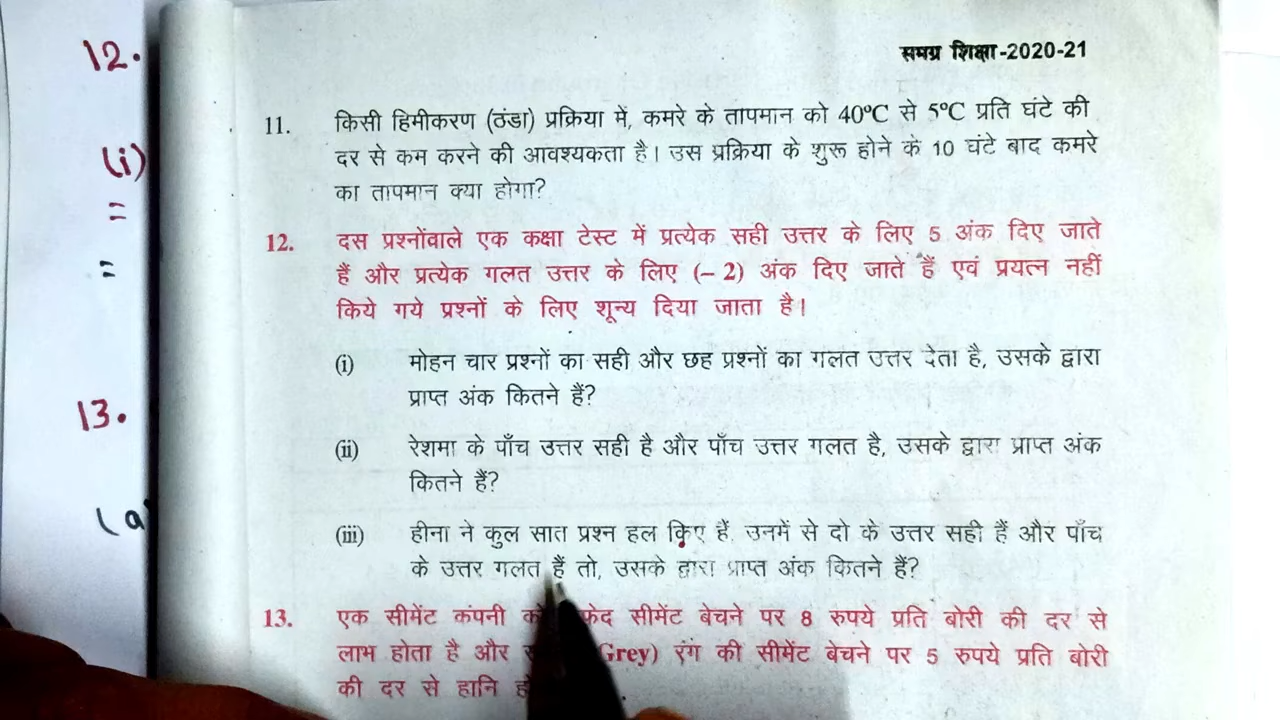 समग्र शिक्षा-2020-21
12.
(i)
=
=
13.
(a)
11. किसी हिमीकरण (ठंडा) प्रक्रिया में, कमरे के तापमान को 40°C से 5°C प्रति घंटे की
दर से कम करने की आवश्यकता है। उस प्रक्रिया के शुरू होने के 10 घंटे बाद कमरे
का तापमान क्या होगा?
12. दस प्रश्नोंवाले एक कक्षा टेस्ट में प्रत्येक सही उत्तर के लिए 5 अंक दिए जाते
हैं और प्रत्येक गलत उत्तर के लिए (– 2) अंक दिए जाते हैं एवं प्रयत्न नहीं
किये गये प्रश्नों के लिए शून्य दिया जाता है।
(i) मोहन चार प्रश्नों का सही और छह प्रश्नों का गलत उत्तर देता है, उसके द्वारा
प्राप्त अंक कितने हैं?
(ii) रेशमा के पाँच उत्तर सही है और पाँच उत्तर गलत है, उसके द्वारा प्राप्त अंक
कितने हैं?
(iii) हीना ने कुल सात प्रश्न हल किए हैं, उनमें से दो के उत्तर सही हैं और पाँच
के उत्तर गलत हैं तो, उसके द्वारा प्राप्त अंक कितने हैं?
13. एक सीमेंट कंपनी को सीमेंट बेचने पर 8 रुपये प्रति बोरी की दर से
लाभ होता है और Grey) रंग की सीमेंट बेचने पर 5 रुपये प्रति बोरी
की दर से हानि